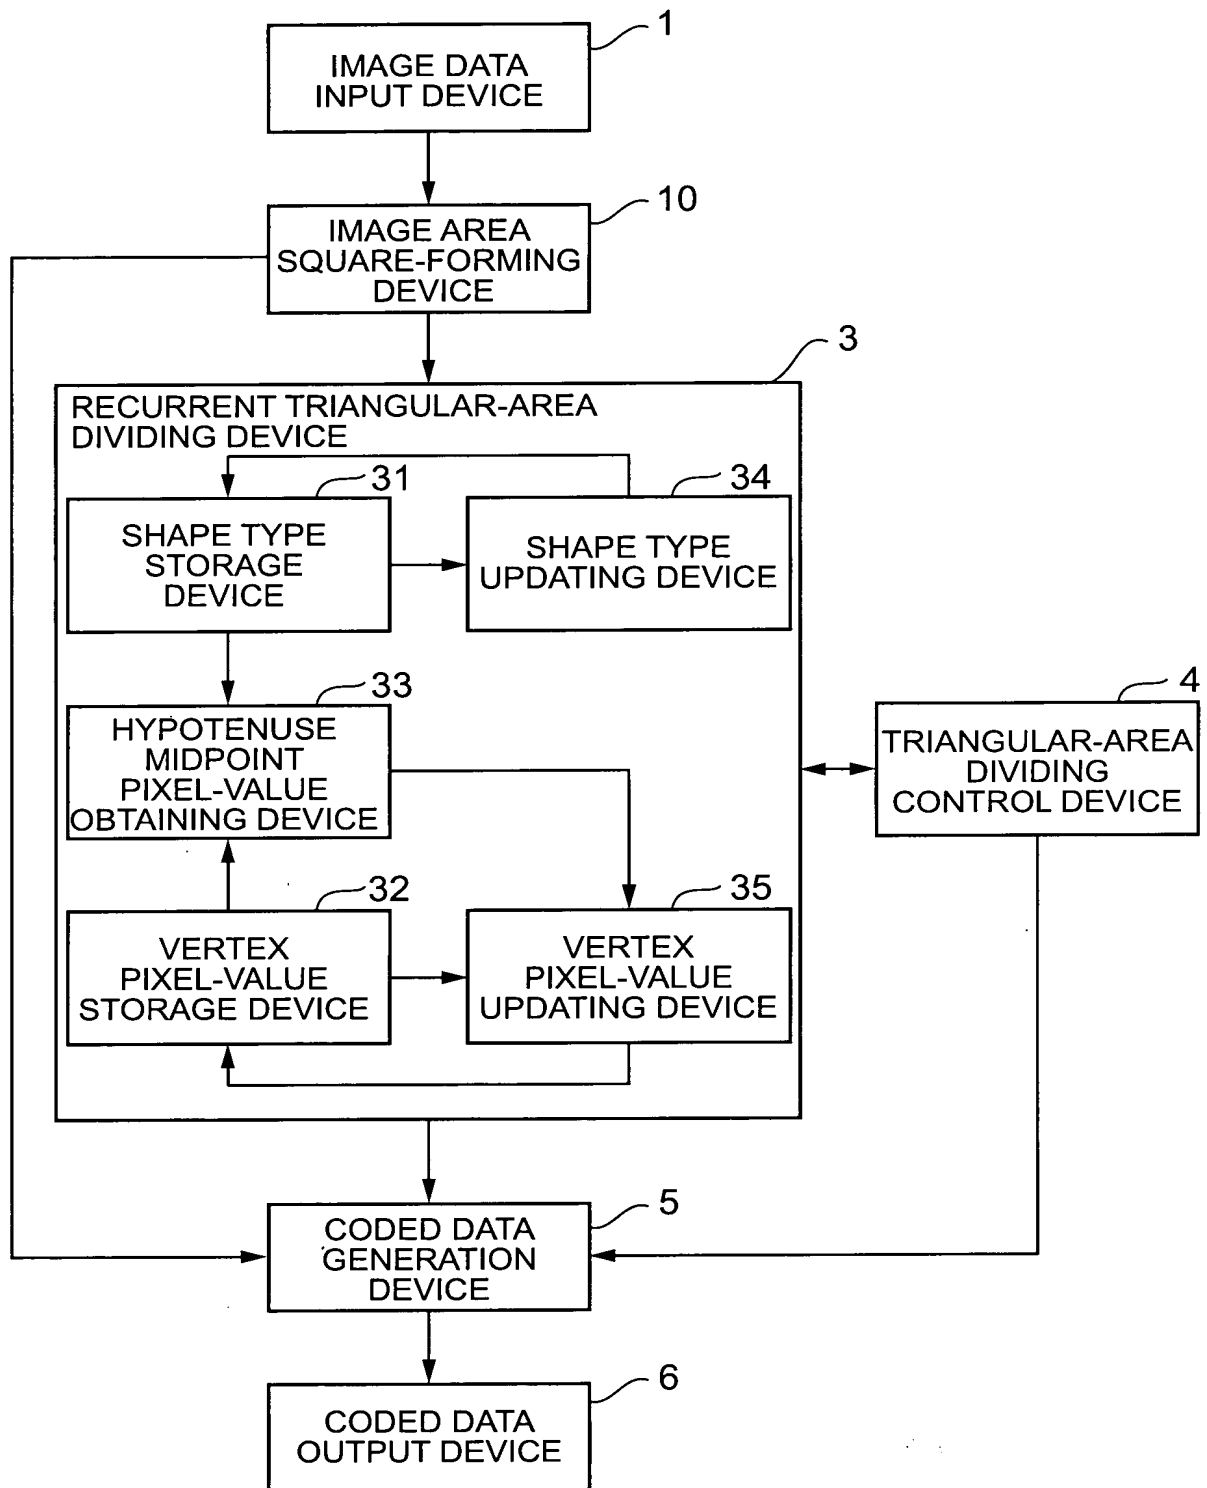 1
IMAGE DATA
INPUT DEVICE
10
IMAGE AREA
SQUARE-FORMING
DEVICE
3
RECURRENT TRIANGULAR-AREA
DIVIDING DEVICE
31
SHAPE TYPE
STORAGE
DEVICE
34
SHAPE TYPE
UPDATING DEVICE
33
HYPOTENUSE
MIDPOINT
PIXEL-VALUE
OBTAINING DEVICE
4
TRIANGULAR-AREA
DIVIDING
CONTROL DEVICE
32
VERTEX
PIXEL-VALUE
STORAGE DEVICE
35
VERTEX
PIXEL-VALUE
UPDATING DEVICE
5
CODED DATA
GENERATION
DEVICE
6
CODED DATA
OUTPUT DEVICE